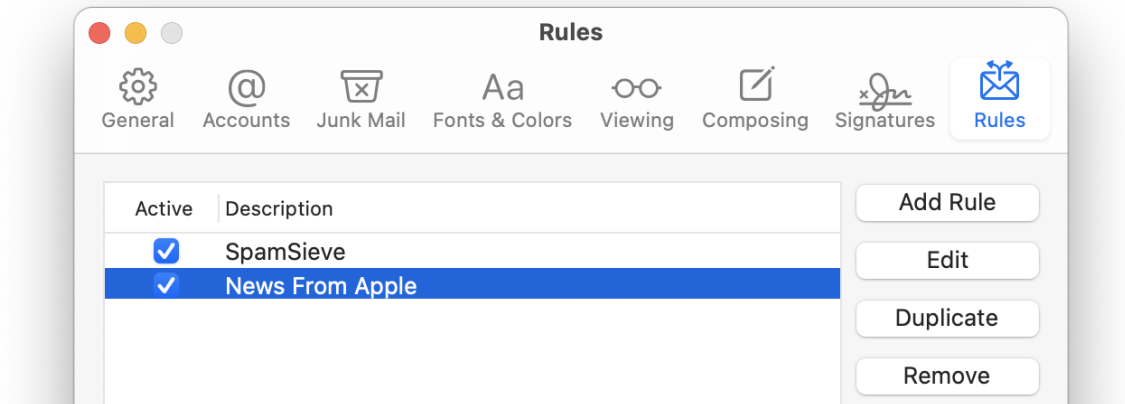 Rules
General Accounts Junk Mail Fonts & Colors Viewing Composing Signatures Rules
Active Description
SpamSieve
News From Apple
Add Rule
Edit
Duplicate
Remove